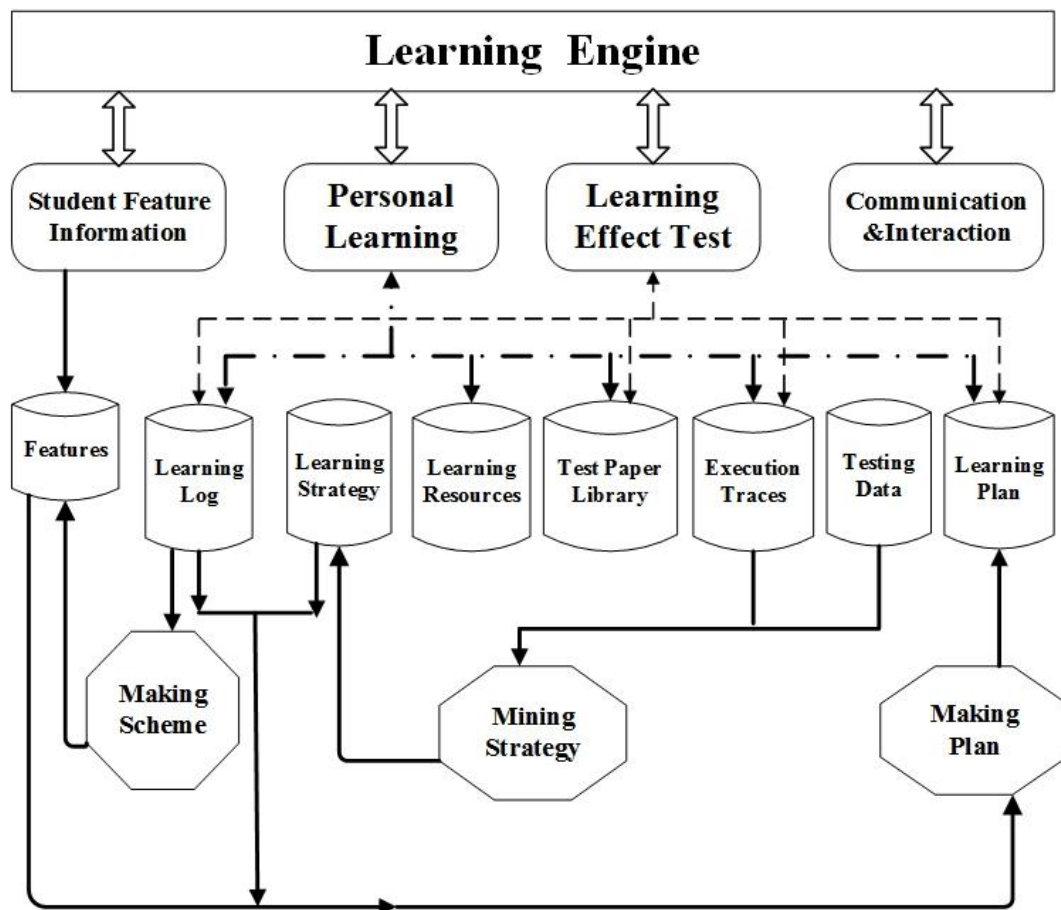 Learning Engine
Student Feature
Information
Personal
Learning
Learning
Effect Test
Communication
&Interaction
Features
Learning
Log
Learning
Strategy
Learning
Resources
Test Paper
Library
Execution
Traces
Testing
Data
Learning
Plan
Making
Scheme
Mining
Strategy
Making
Plan